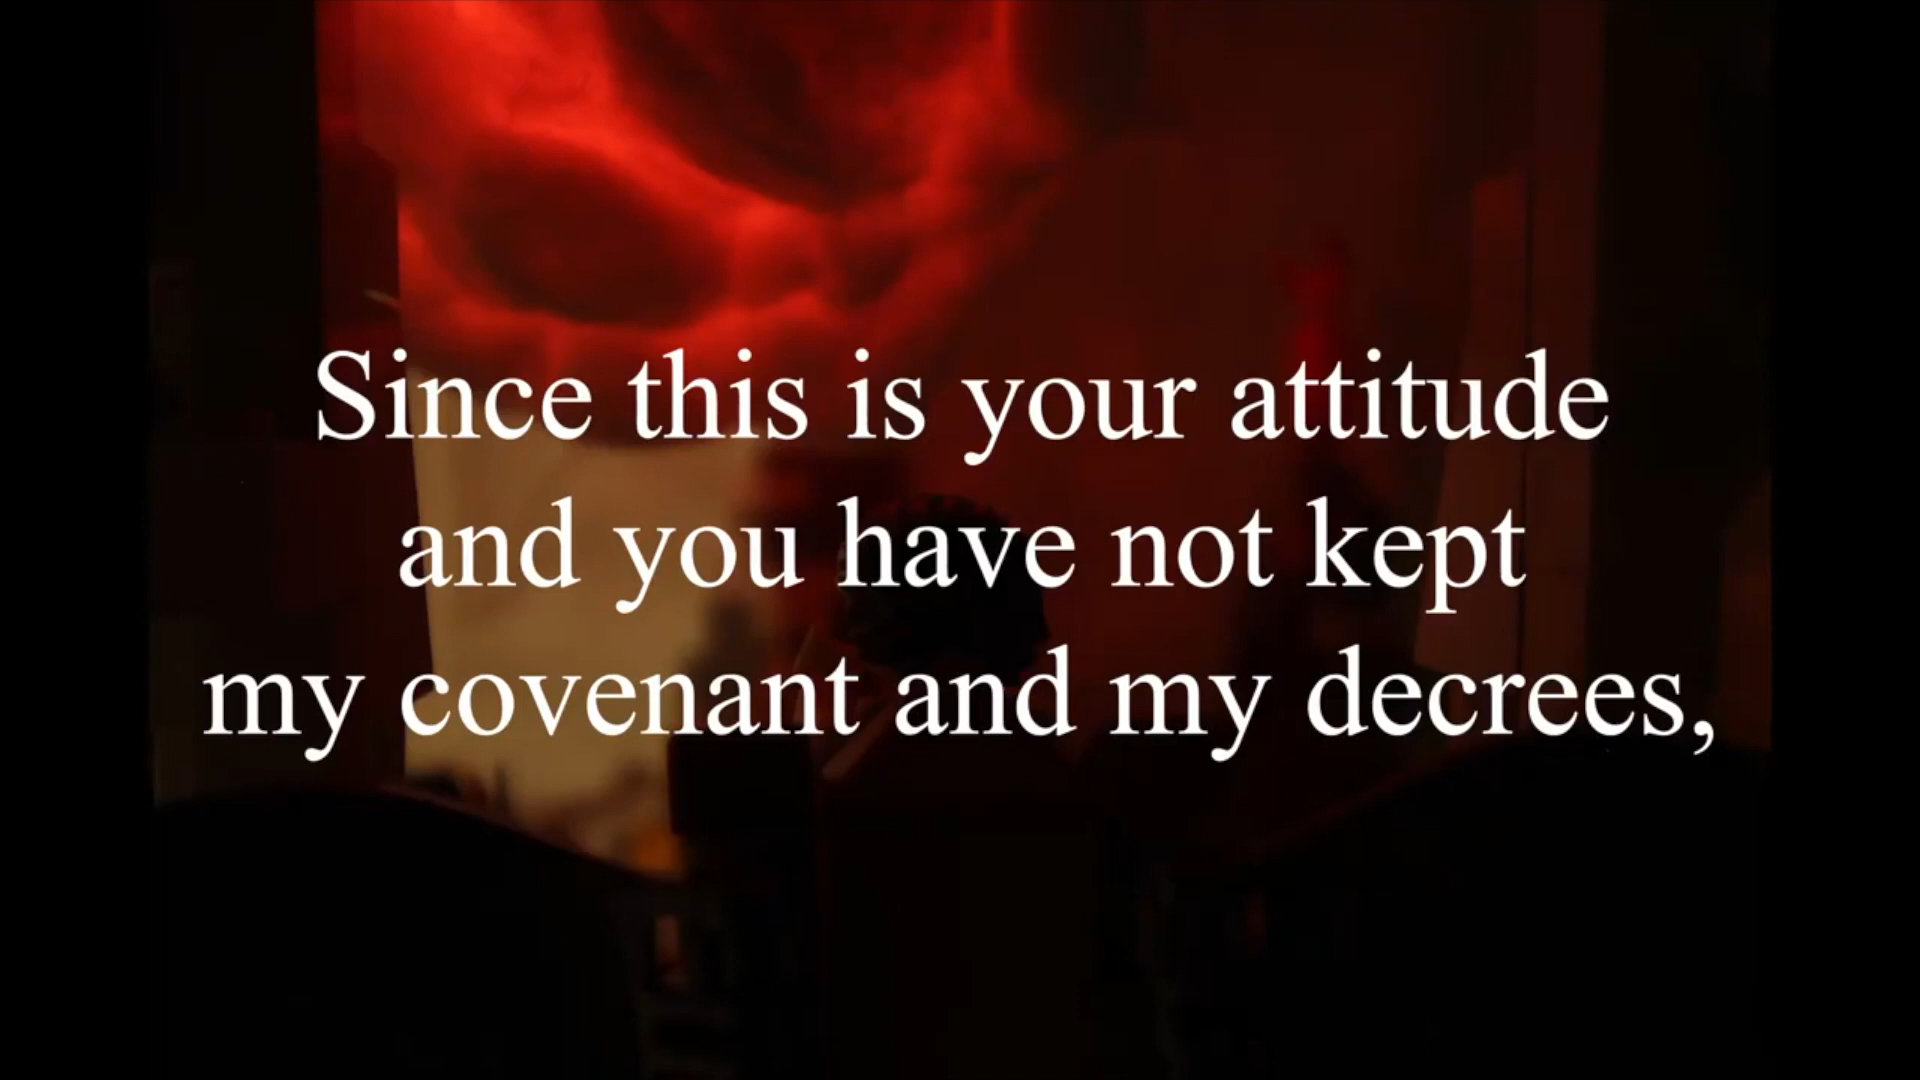 Since this is your attitude
and you have not kept
my covenant and my decrees,